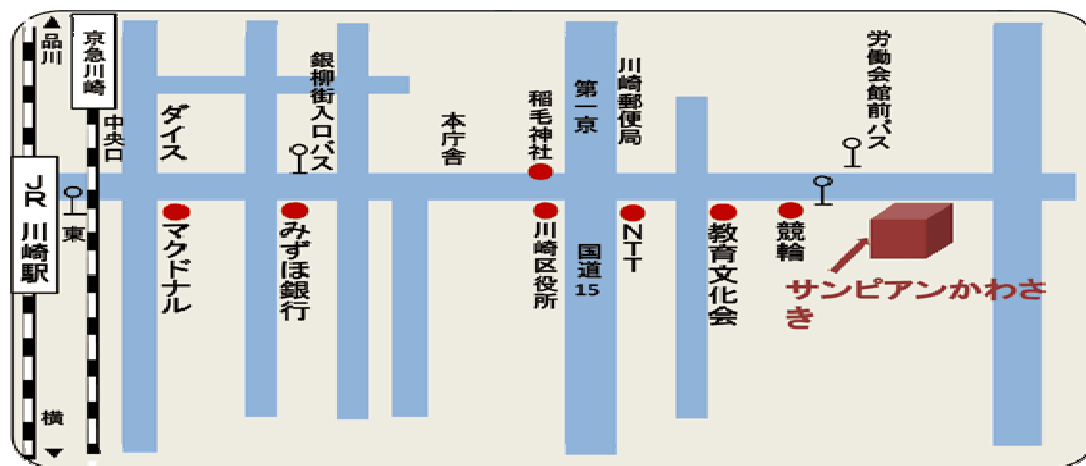 品川
京急川崎
中央口
JR 川崎駅
東
横
ダイス
マクドナル
銀柳街入口バス
みずほ銀行
本庁舎
稲毛神社
川崎区役所
第一京
国道
15
川崎郵便局
NTT
教育文化会
競輪
労働会館前バス
サンピアンかわさ
き